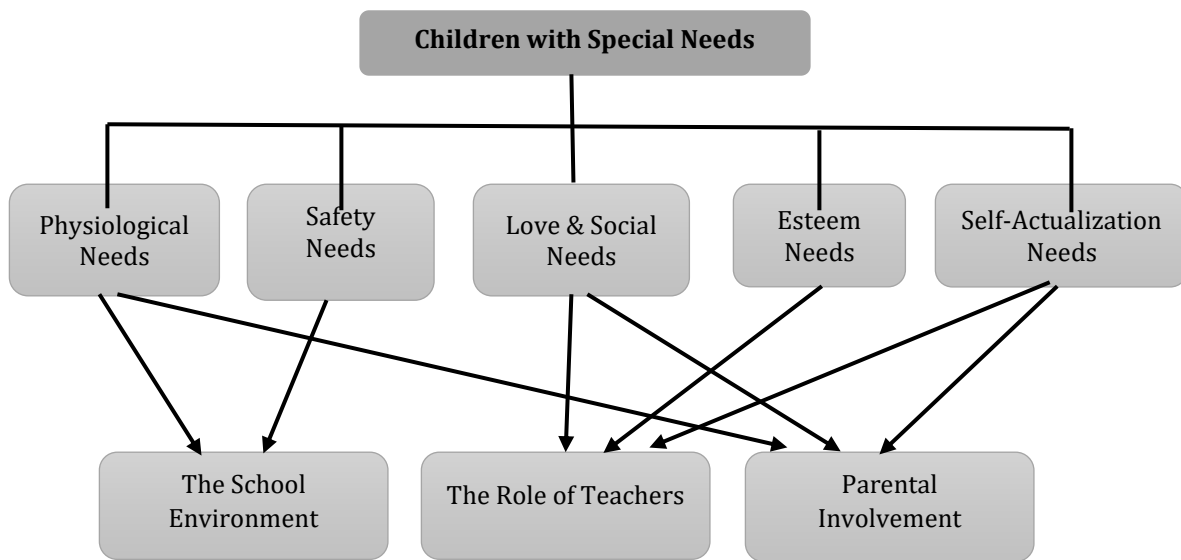 Children with Special Needs
Physiological
Needs
Safety
Needs
Love & Social
Needs
Esteem
Needs
Self-Actualization
Needs
The School
Environment
The Role of Teachers
Parental
Involvement